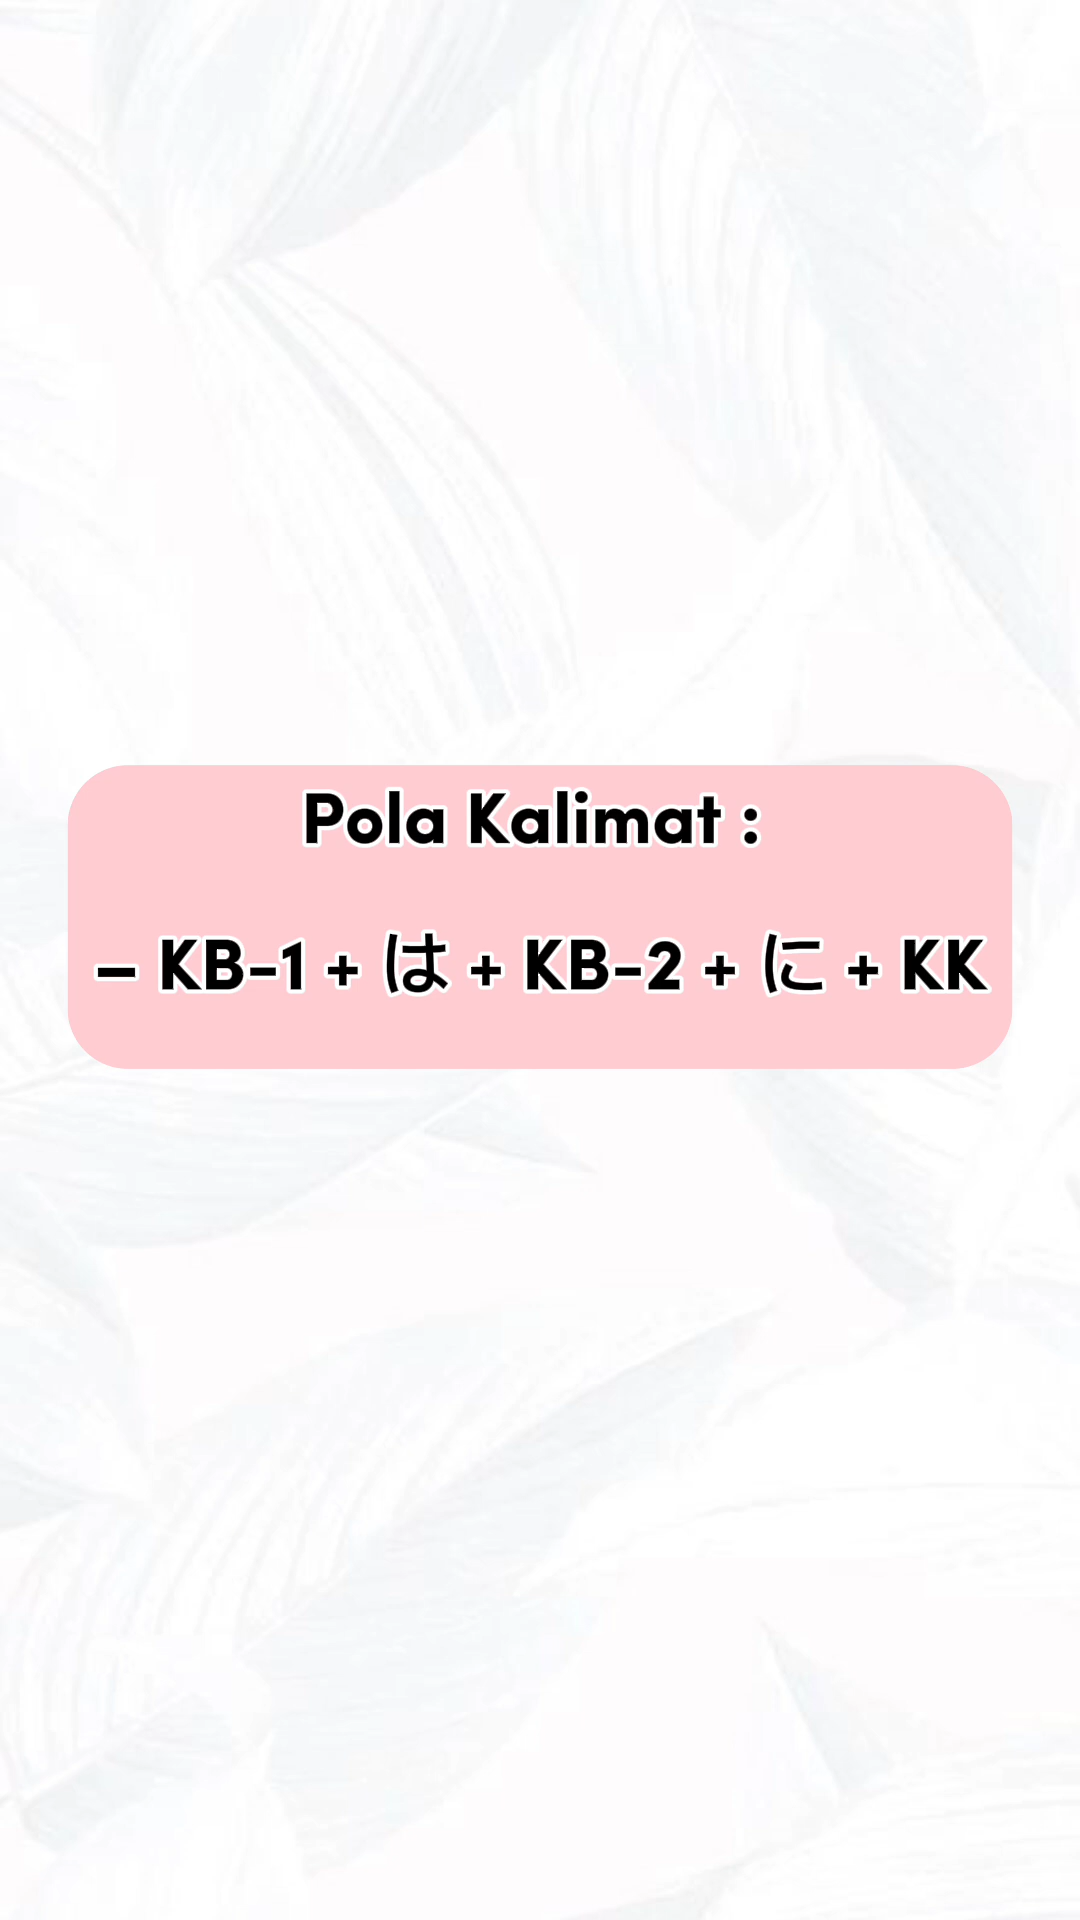 Pola Kalimat :
– KB-1 + は + KB-2 + に + KK